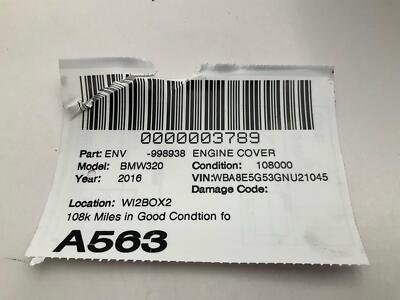 0000003789
Part: ENV -998938 ENGINE COVER
Model: BMW320 Condition: 108000
Year: 2016 VIN:WBA8E5G53GNU21045
Damage Code:
Location: WI2BOX2
108k Miles in Good Condtion fo
A563